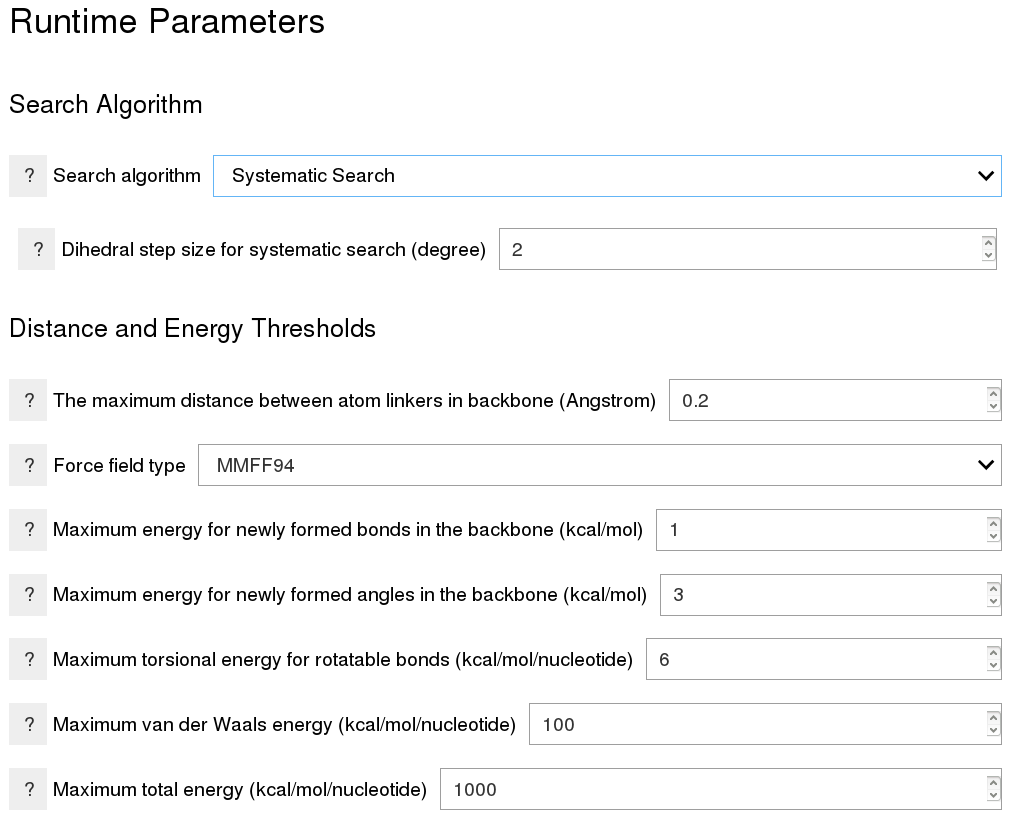 Runtime Parameters
Search Algorithm
? Search algorithm Systematic Search
? Dihedral step size for systematic search (degree) 2
Distance and Energy Thresholds
? The maximum distance between atom linkers in backbone (Angstrom) 0.2
? Force field type MMFF94
? Maximum energy for newly formed bonds in the backbone (kcal/mol) 1
? Maximum energy for newly formed angles in the backbone (kcal/mol) 3
? Maximum torsional energy for rotatable bonds (kcal/mol/nucleotide) 6
? Maximum van der Waals energy (kcal/mol/nucleotide) 100
? Maximum total energy (kcal/mol/nucleotide) 1000